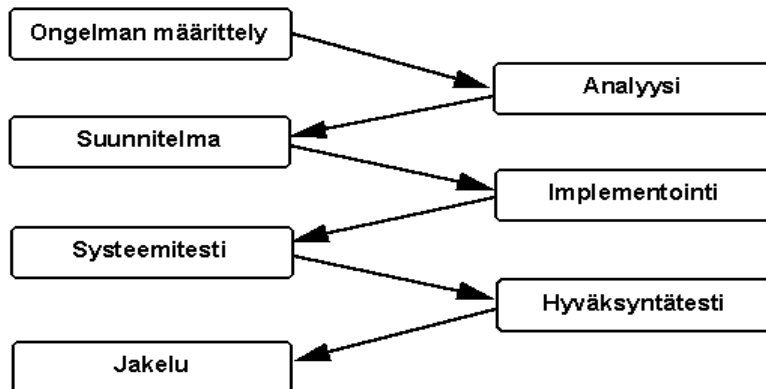 Ongelman määrittely
Analyysi
Suunnitelma
Implementointi
Systeemitesti
Hyväksyntätesti
Jakelu